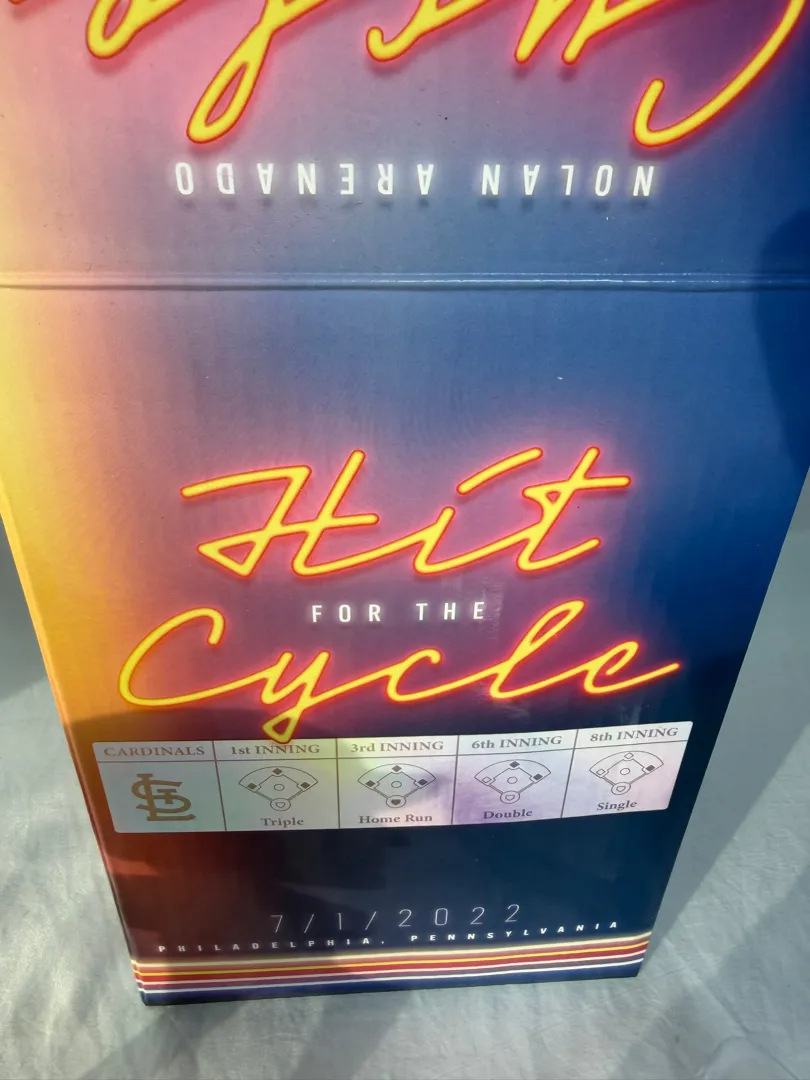 NOLAN ARENADO
Hit
FOR THE
Cycle
CARDINALS 1st INNING 3rd INNING 6th INNING 8th INNING
STL Triple Home Run Double Single
7/1/2022
PHILADELPHIA, PENNSYLVANIA